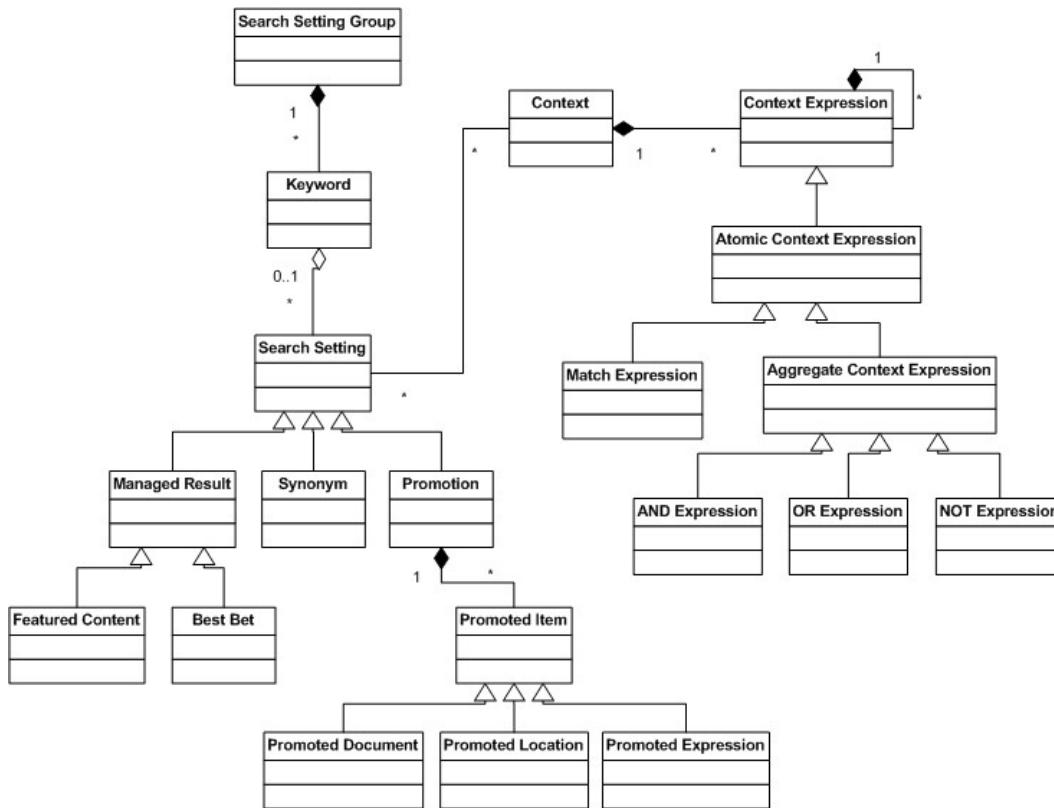 Search Setting Group
1
*
Context
Context Expression
1
*
1
*
*
Keyword
0..1
*
Atomic Context Expression
Search Setting
*
Match Expression
Aggregate Context Expression
Managed Result
Synonym
Promotion
AND Expression
OR Expression
NOT Expression
1
*
Featured Content
Best Bet
Promoted Item
Promoted Document
Promoted Location
Promoted Expression